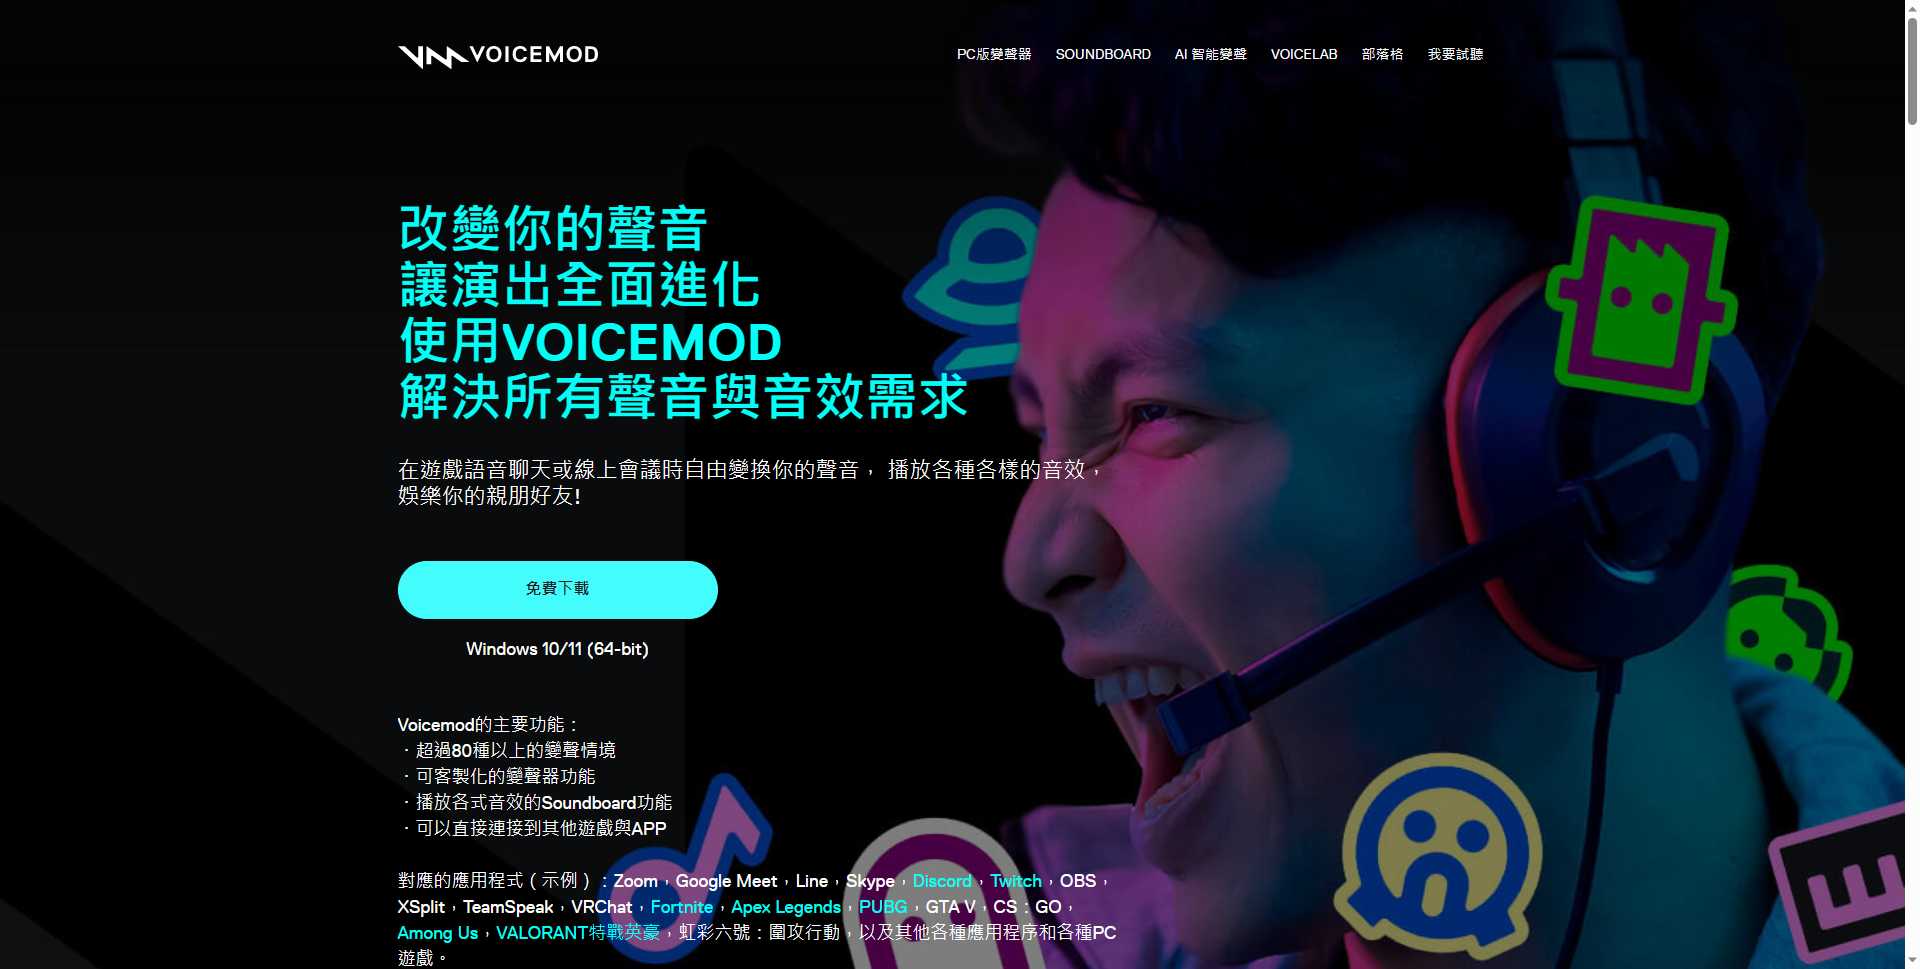 VOICEMOD
PC版變聲器 SOUNDBOARD AI 智能變聲 VOICELAB 部落格 我要試聽
改變你的聲音
讓演出全面進化
使用VOICEMOD
解決所有聲音與音效需求
在遊戲語音聊天或線上會議時自由變換你的聲音， 播放各種各樣的音效，
娛樂你的親朋好友!
免費下載
Windows 10/11 (64-bit)
Voicemod的主要功能：
・超過80種以上的變聲情境
・可客製化的變聲器功能
・播放各式音效的Soundboard功能
・可以直接連接到其他遊戲與APP
對應的應用程式（示例）：Zoom，Google Meet，Line，Skype，Discord，Twitch，OBS，
XSplit，TeamSpeak，VRChat，Fortnite，Apex Legends，PUBG，GTA V，CS：GO，
Among Us，VALORANT特戰英豪，虹彩六號：圍攻行動，以及其他各種應用程序和各種PC
遊戲。